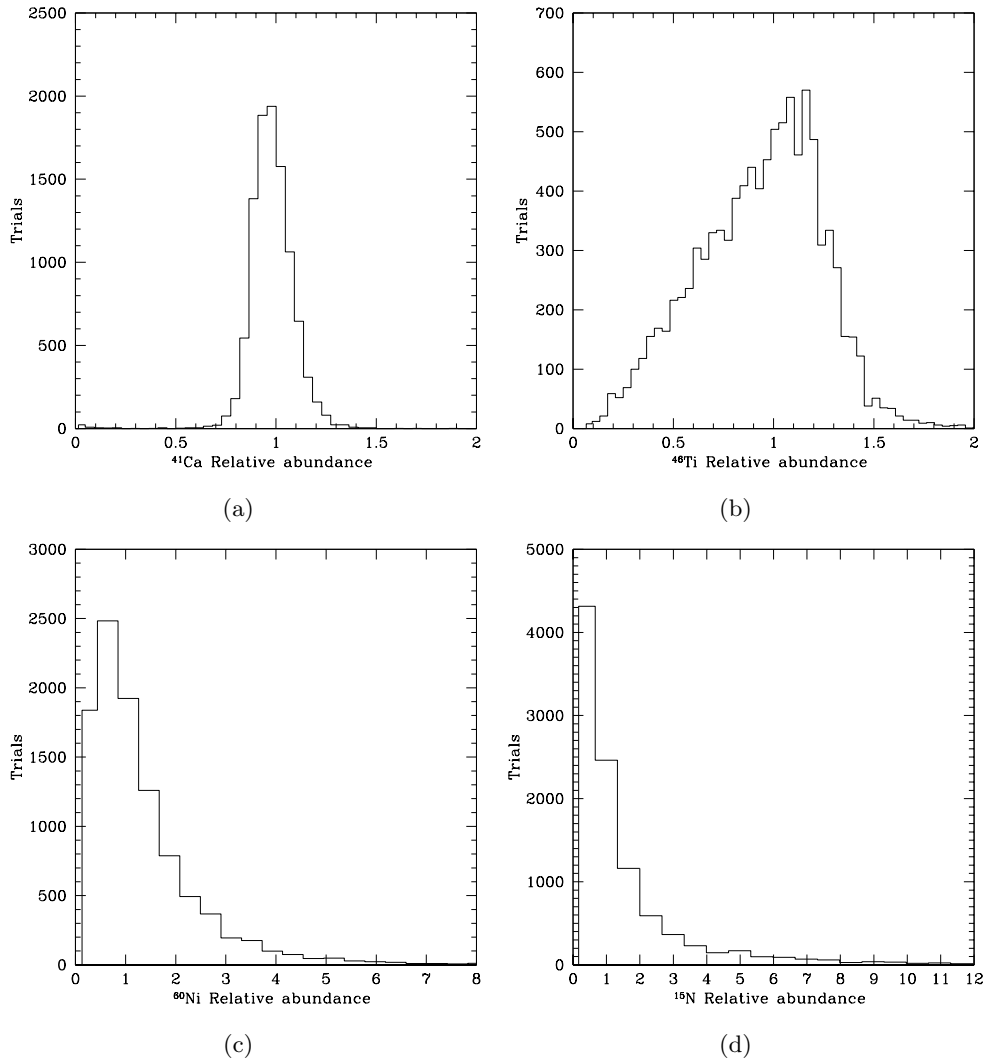 2500
2000
1500
1000
500
0
Trials
0 0.5 1 1.5 2
⁴¹Ca Relative abundance
(a)
700
600
500
400
300
200
100
0
Trials
0 0.5 1 1.5 2
⁴⁶Ti Relative abundance
(b)
3000
2500
2000
1500
1000
500
0
Trials
0 1 2 3 4 5 6 7 8
⁶⁰Ni Relative abundance
(c)
5000
4000
3000
2000
1000
0
Trials
0 1 2 3 4 5 6 7 8 9 10 11 12
¹⁵N Relative abundance
(d)